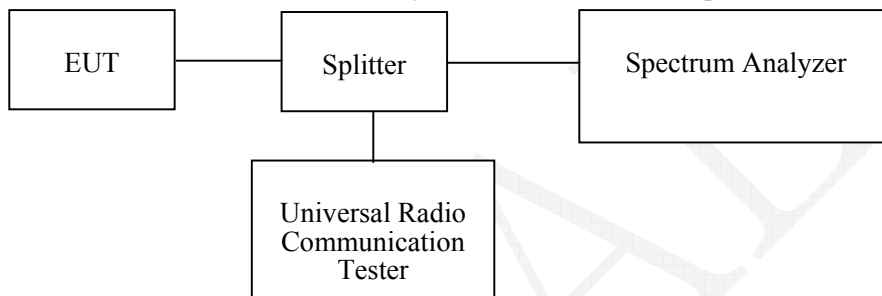 EUT
Splitter
Spectrum Analyzer
Universal Radio
Communication
Tester